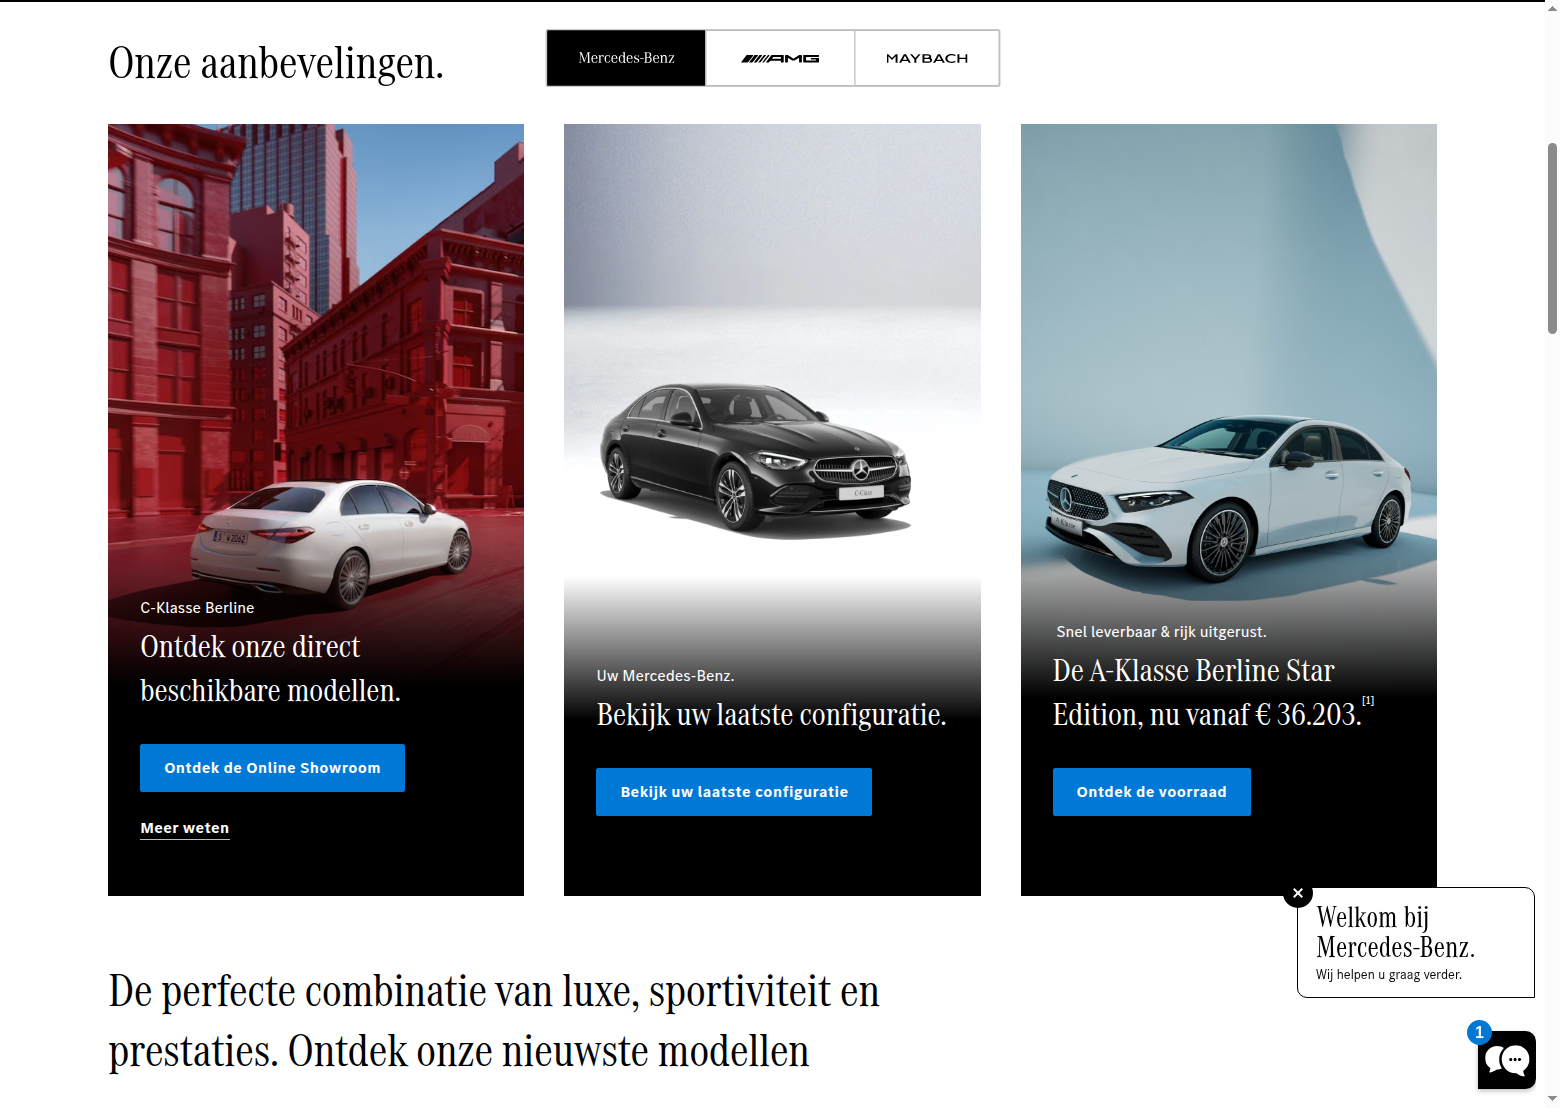 Onze aanbevelingen.
Mercedes-Benz
AMG
MAYBACH
C-Klasse Berline
Ontdek onze direct
beschikbare modellen.
Ontdek de Online Showroom
Meer weten
C-Class
Uw Mercedes-Benz.
Bekijk uw laatste configuratie.
Bekijk uw laatste configuratie
A-Klasse
Snel leverbaar & rijk uitgerust.
De A-Klasse Berline Star
Edition, nu vanaf € 36.203.[1]
Ontdek de voorraad
Welkom bij
Mercedes-Benz.
Wij helpen u graag verder.
1
De perfecte combinatie van luxe, sportiviteit en
prestaties. Ontdek onze nieuwste modellen